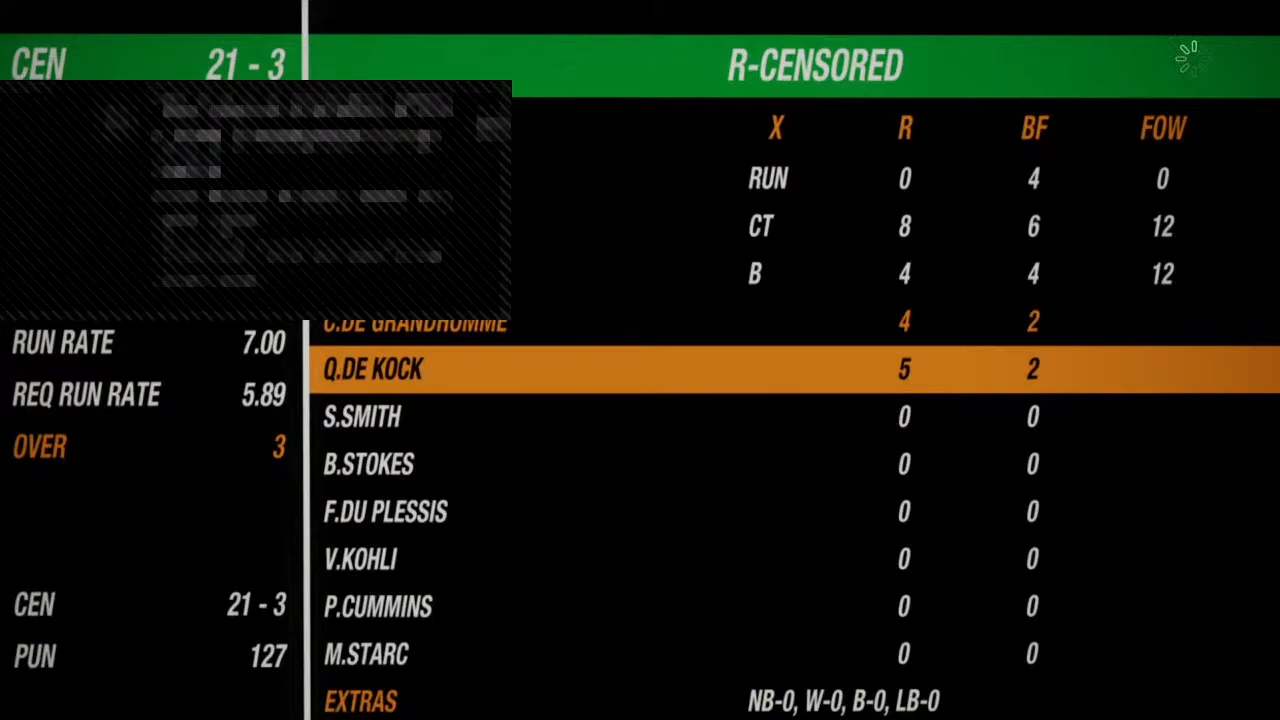 CEN 21 - 3 R-CENSORED
X R BF FOW
RUN 0 4 0
CT 8 6 12
B 4 4 12
C.DE GRANDHOMME 4 2
RUN RATE 7.00 Q.DE KOCK 5 2
REQ RUN RATE 5.89 S.SMITH 0 0
OVER 3 B.STOKES 0 0
F.DU PLESSIS 0 0
V.KOHLI 0 0
CEN 21 - 3 P.CUMMINS 0 0
PUN 127 M.STARC 0 0
EXTRAS NB-0, W-0, B-0, LB-0